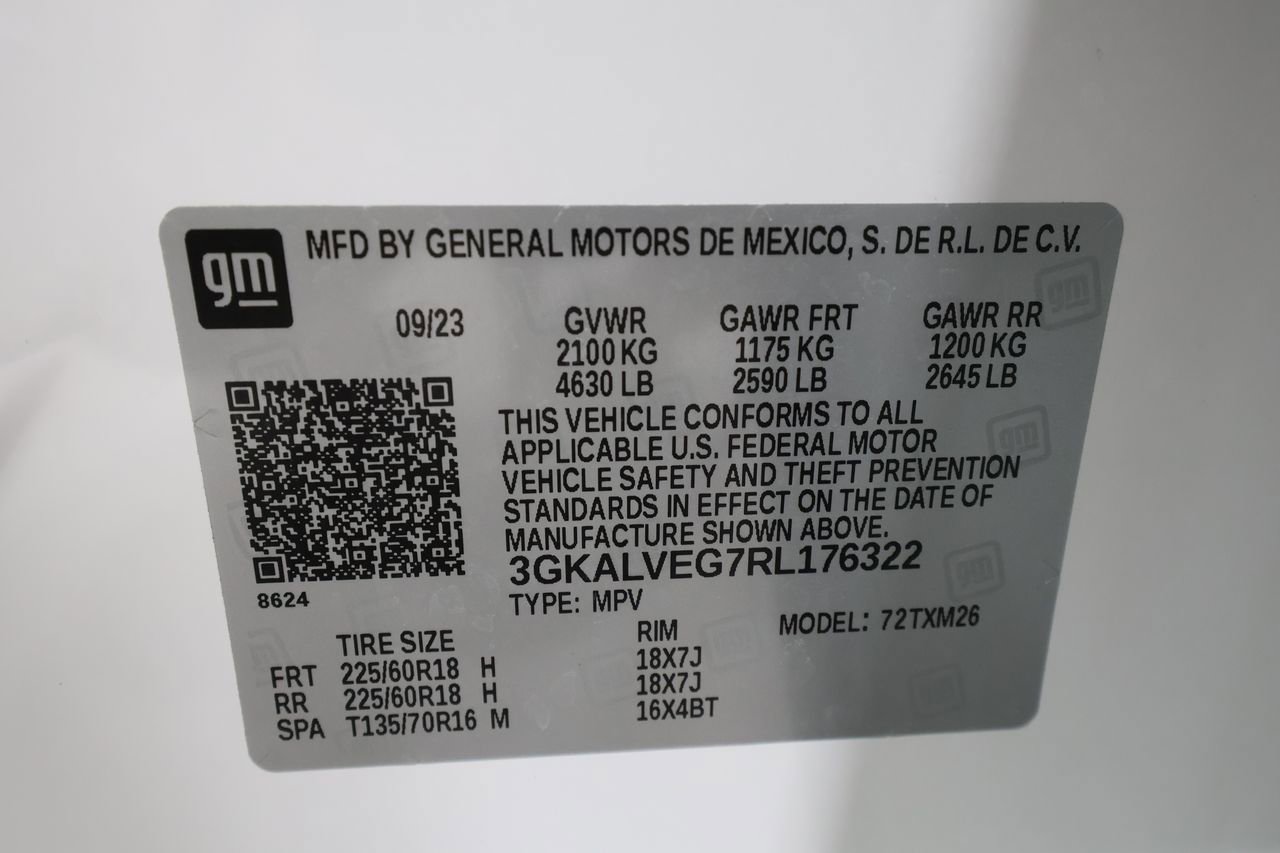 gm
MFD BY GENERAL MOTORS DE MEXICO, S. DE R.L. DE C.V.
09/23 GVWR GAWR FRT GAWR RR
2100 KG 1175 KG 1200 KG
4630 LB 2590 LB 2645 LB
THIS VEHICLE CONFORMS TO ALL
APPLICABLE U.S. FEDERAL MOTOR
VEHICLE SAFETY AND THEFT PREVENTION
STANDARDS IN EFFECT ON THE DATE OF
MANUFACTURE SHOWN ABOVE.
3GKALVEG7RL176322
8624
TYPE: MPV MODEL: 72TXM26
TIRE SIZE RIM
FRT 225/60R18 H 18X7J
RR 225/60R18 H 18X7J
SPA T135/70R16 M 16X4BT